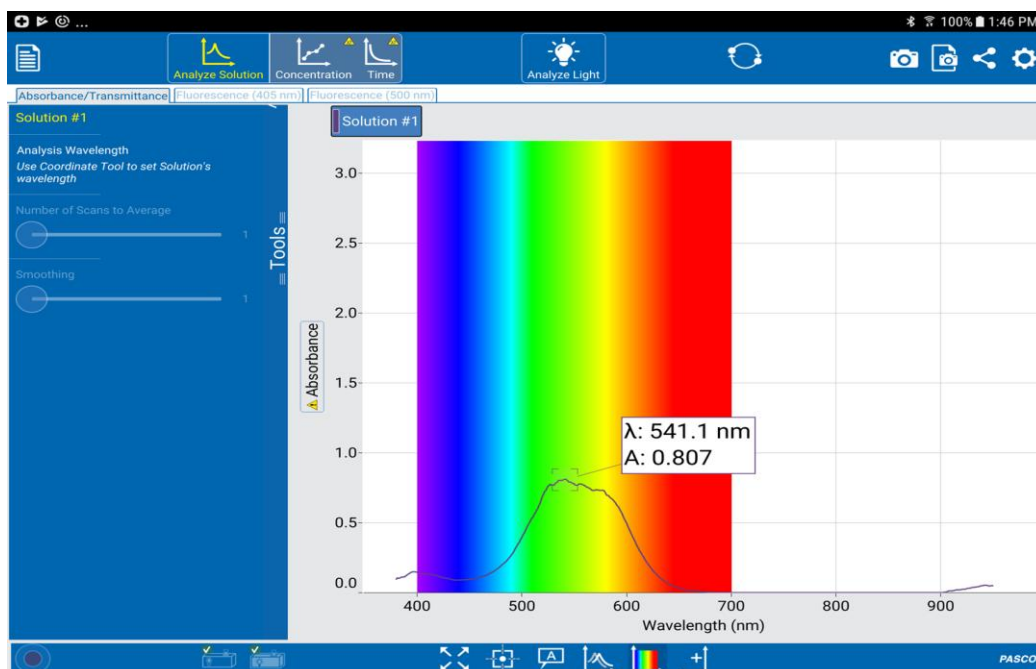 ... 100% 1:46 PM
Analyze Solution
Concentration
Time
Analyze Light
Absorbance/Transmittance
Fluorescence (405 nm)
Fluorescence (500 nm)
Solution #1
Analysis Wavelength
Use Coordinate Tool to set Solution's
wavelength
Number of Scans to Average
1
Smoothing
1
Tools
Solution #1
Absorbance
3.0
2.5
2.0
1.5
1.0
0.5
0.0
λ: 541.1 nm
A: 0.807
400 500 600 700 800 900
Wavelength (nm)
A
PASCO